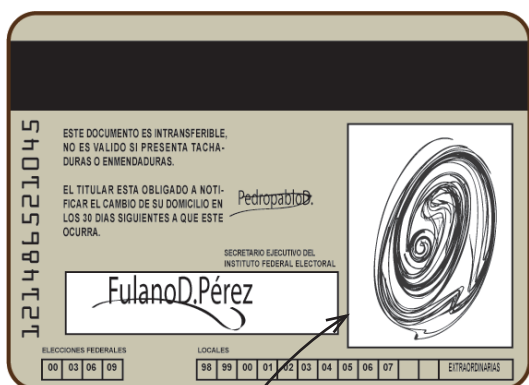 1214865521045
ESTE DOCUMENTO ES INTRANSFERIBLE,
NO ES VALIDO SI PRESENTA TACHA-
DURAS O ENMENDADURAS.
EL TITULAR ESTA OBLIGADO A NOTI-
FICAR EL CAMBIO DE SU DOMICILIO EN
LOS 30 DIAS SIGUIENTES A QUE ESTE
OCURRA.
PedropabloD.
SECRETARIO EJECUTIVO DEL
INSTITUTO FEDERAL ELECTORAL
FulanoD.Pérez
ELECCIONES FEDERALES
00 03 06 09
LOCALES
98 99 00 01 02 03 04 05 06 07
EXTRAORDINARIAS